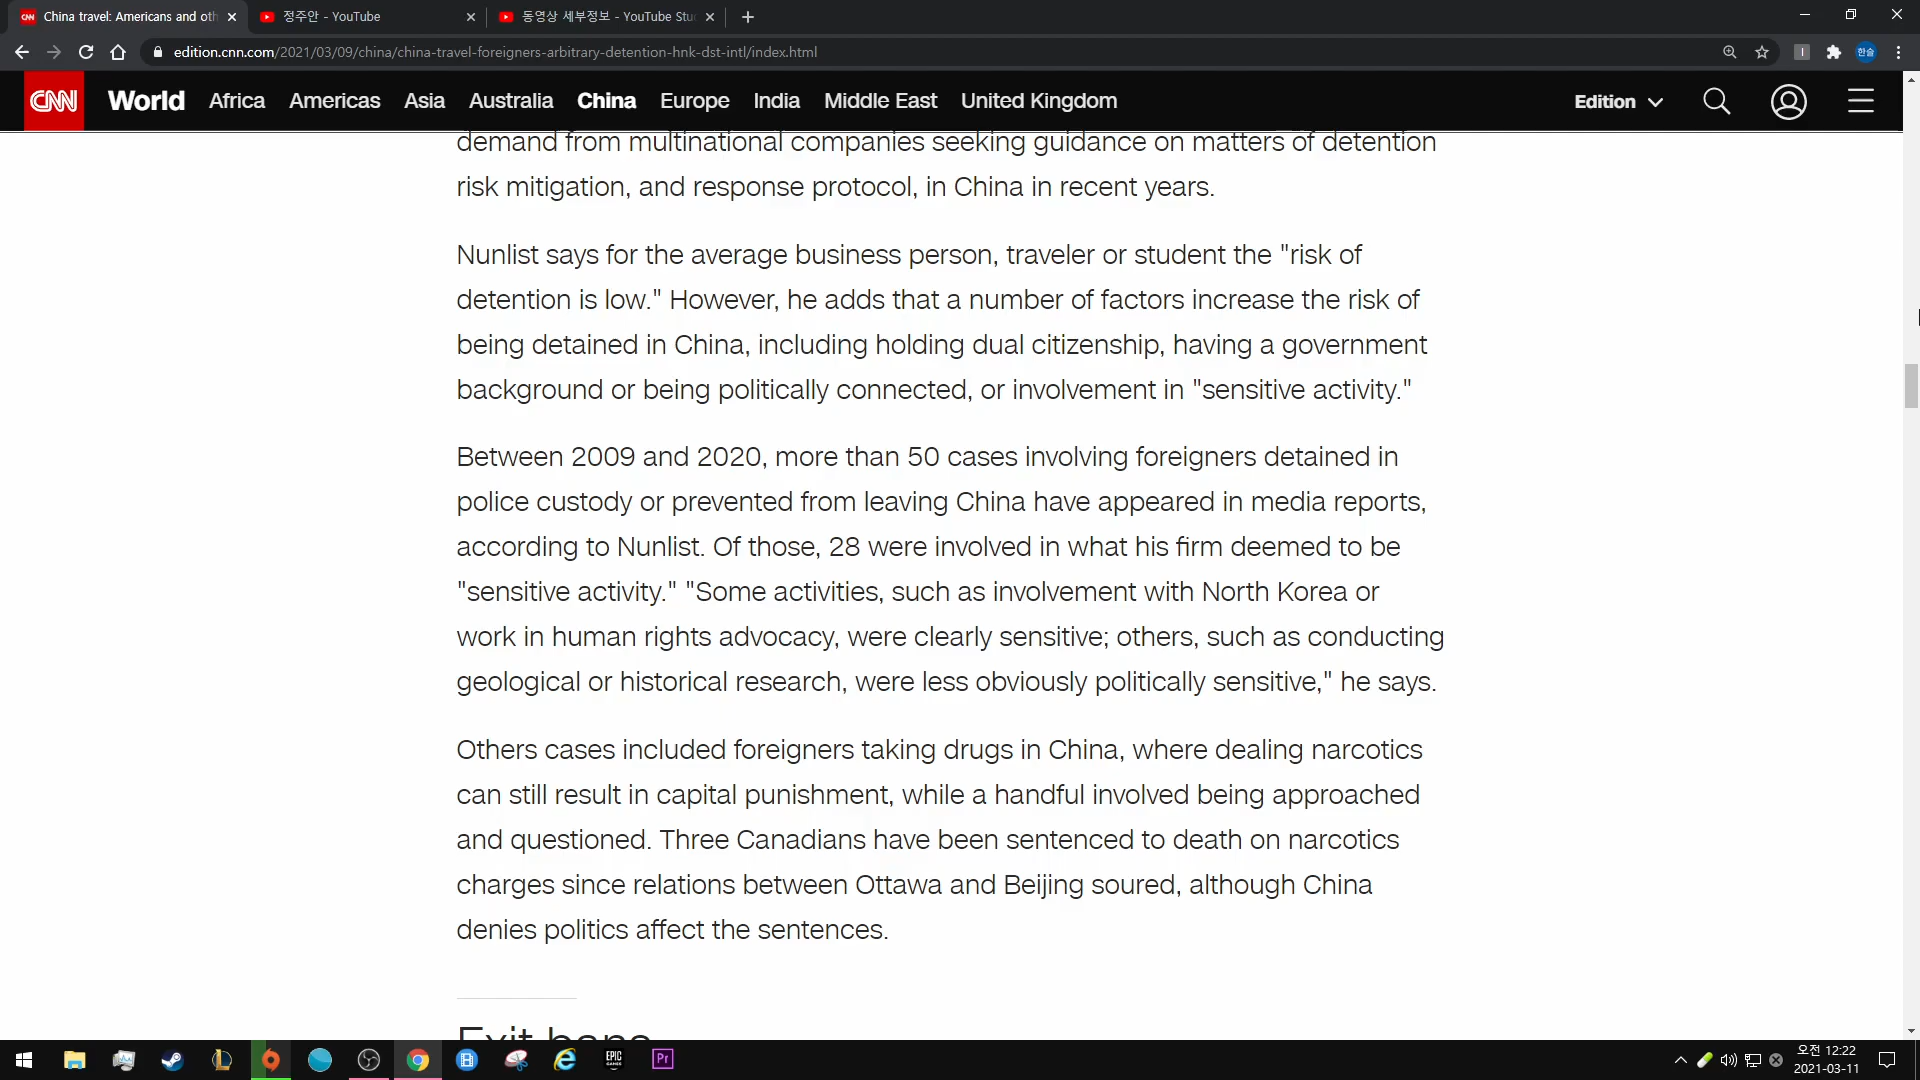 China travel: Americans and oth
정주안 - YouTube
동영상 세부정보 - YouTube Stu
edition.cnn.com/2021/03/09/china/china-travel-foreigners-arbitrary-detention-hnk-dst-intl/index.html
한슬
CNN World Africa Americas Asia Australia China Europe India Middle East United Kingdom Edition
demand from multinational companies seeking guidance on matters of detention
risk mitigation, and response protocol, in China in recent years.
Nunlist says for the average business person, traveler or student the "risk of
detention is low." However, he adds that a number of factors increase the risk of
being detained in China, including holding dual citizenship, having a government
background or being politically connected, or involvement in "sensitive activity."
Between 2009 and 2020, more than 50 cases involving foreigners detained in
police custody or prevented from leaving China have appeared in media reports,
according to Nunlist. Of those, 28 were involved in what his firm deemed to be
"sensitive activity." "Some activities, such as involvement with North Korea or
work in human rights advocacy, were clearly sensitive; others, such as conducting
geological or historical research, were less obviously politically sensitive," he says.
Others cases included foreigners taking drugs in China, where dealing narcotics
can still result in capital punishment, while a handful involved being approached
and questioned. Three Canadians have been sentenced to death on narcotics
charges since relations between Ottawa and Beijing soured, although China
denies politics affect the sentences.
Exit bans
EPIC GAMES
Pr
오전 12:22
2021-03-11